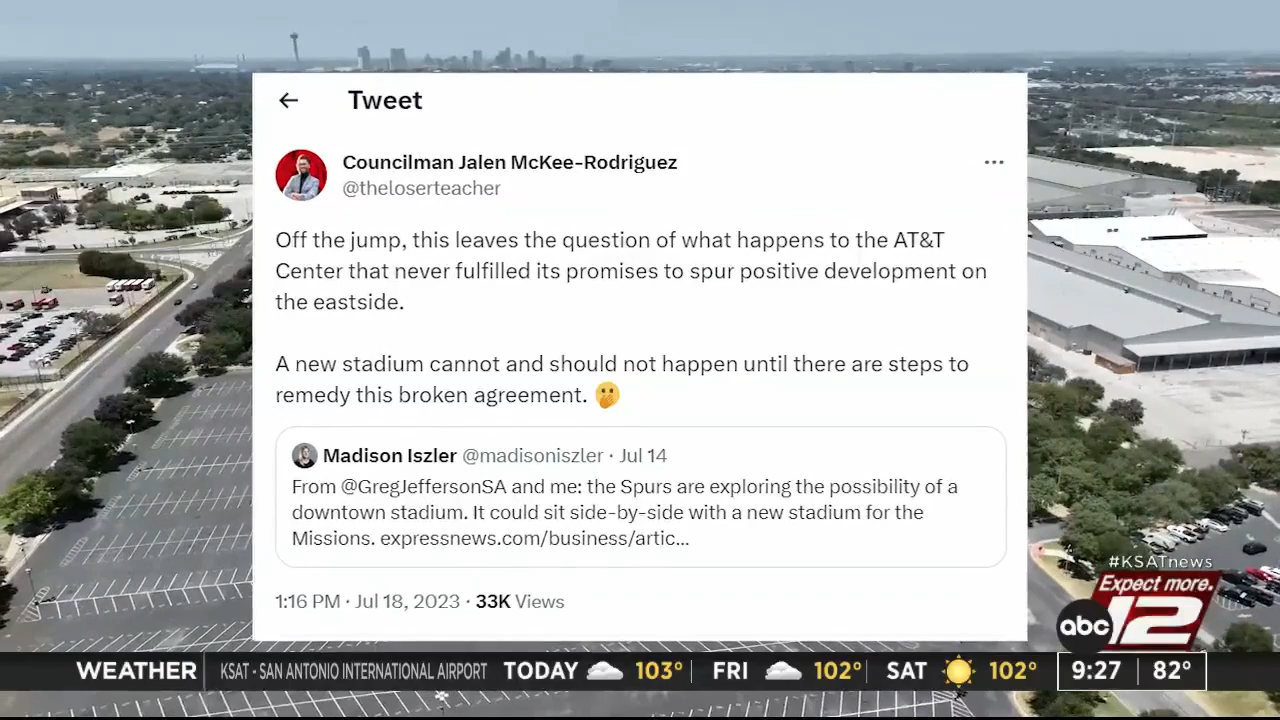 Tweet
Councilman Jalen McKee-Rodriguez
@theloserteacher
Off the jump, this leaves the question of what happens to the AT&T
Center that never fulfilled its promises to spur positive development on
the eastside.
A new stadium cannot and should not happen until there are steps to
remedy this broken agreement. 🫢
Madison Iszler @madisoniszler · Jul 14
From @GregJeffersonSA and me: the Spurs are exploring the possibility of a
downtown stadium. It could sit side-by-side with a new stadium for the
Missions. expressnews.com/business/artic...
1:16 PM · Jul 18, 2023 · 33K Views
#KSATnews
Expect more.
abc 12
WEATHER KSAT - SAN ANTONIO INTERNATIONAL AIRPORT TODAY 103° FRI 102° SAT 102° 9:27 82°